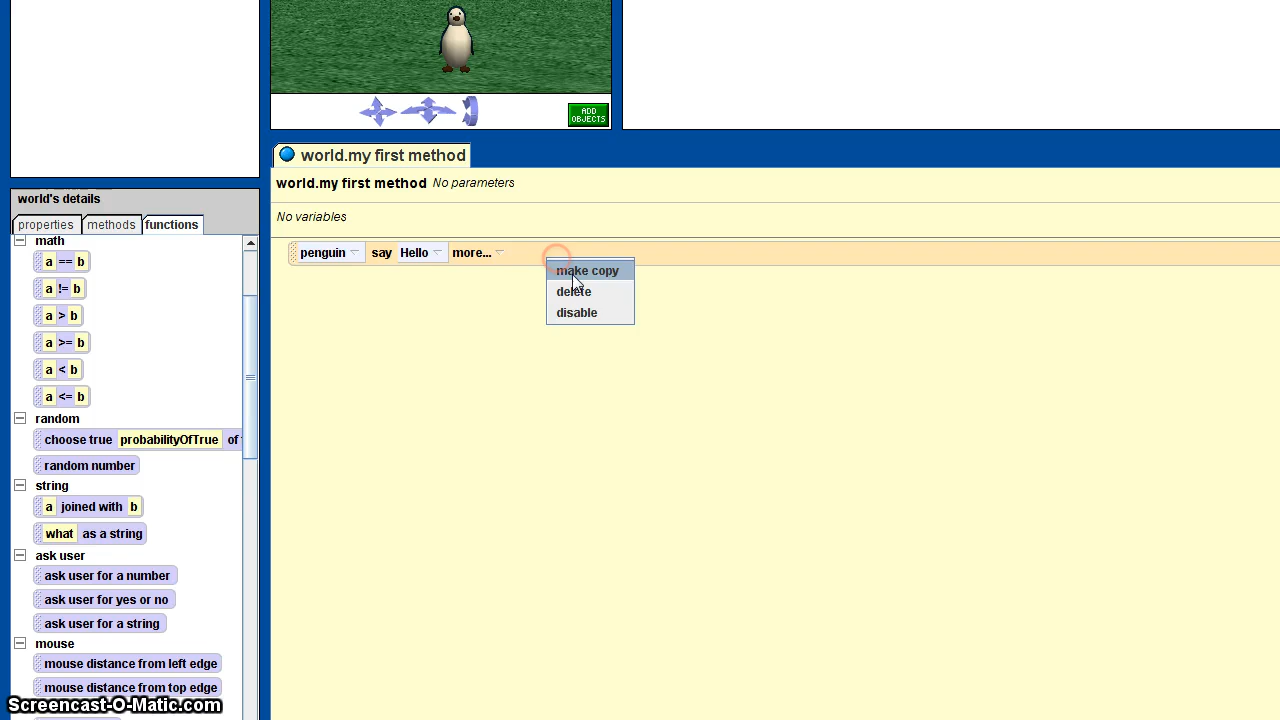 ADD
OBJECTS
world.my first method
world.my first method No parameters
No variables
penguin say Hello more...
make copy
delete
disable
world's details
properties methods functions
math
a == b
a != b
a > b
a >= b
a < b
a <= b
random
choose true probabilityOfTrue of
random number
string
a joined with b
what as a string
ask user
ask user for a number
ask user for yes or no
ask user for a string
mouse
mouse distance from left edge
mouse distance from top edge
Screencast-O-Matic.com